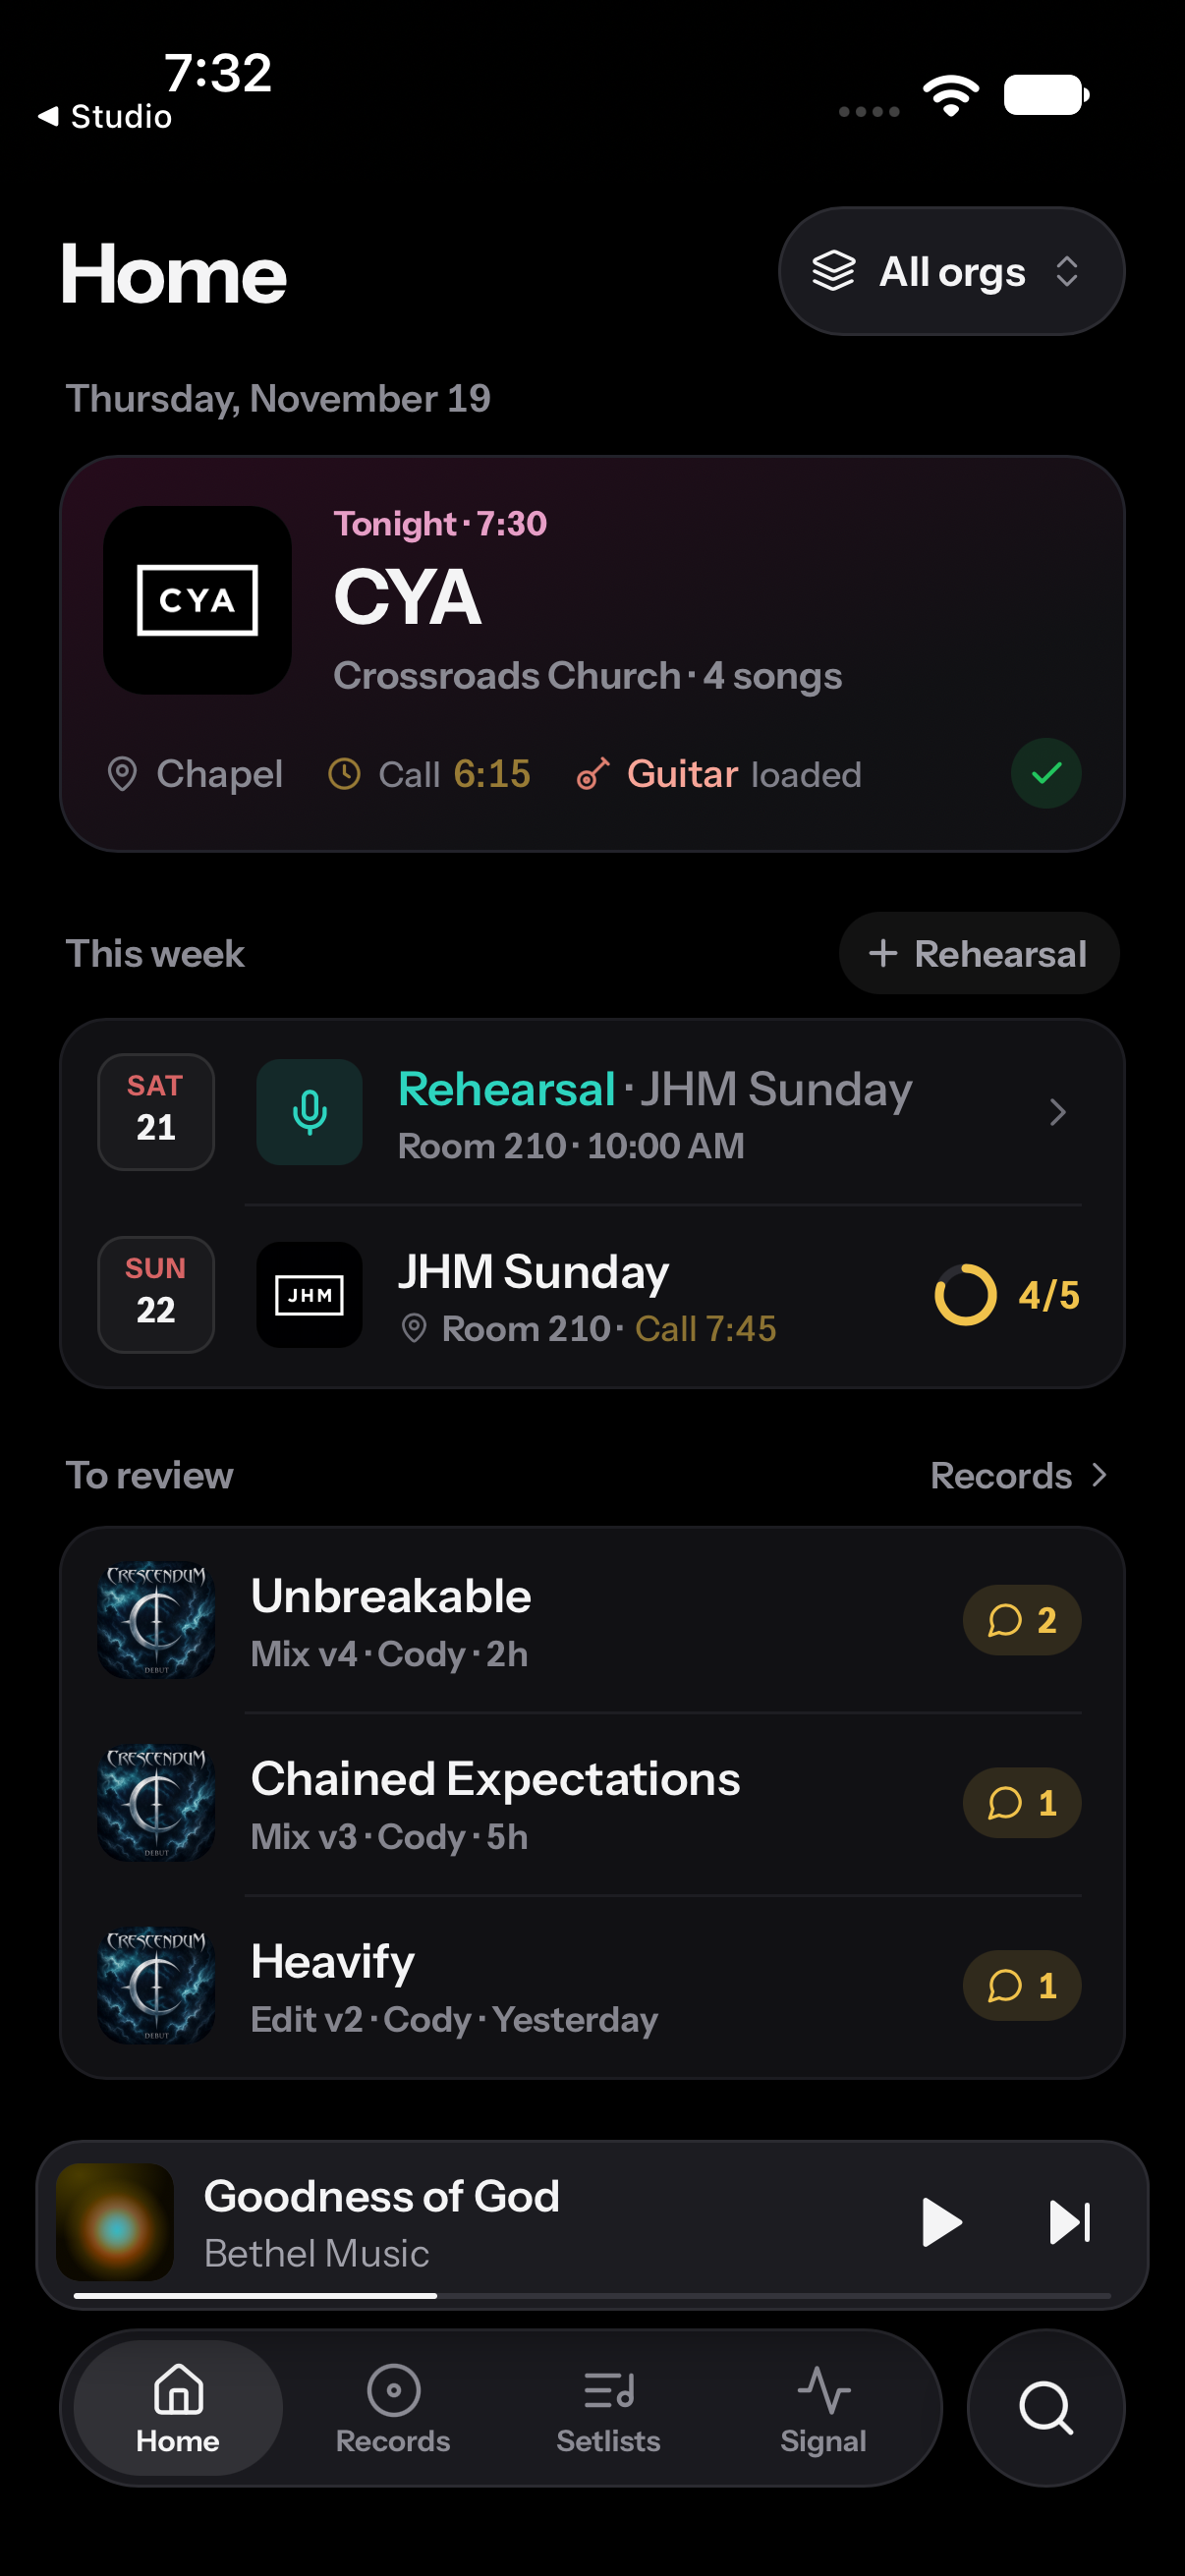 7:32
Studio
Home
All orgs
Thursday, November 19
CYA
Tonight · 7:30
CYA
Crossroads Church · 4 songs
Chapel
Call 6:15
Guitar loaded
This week
+ Rehearsal
SAT
21
Rehearsal · JHM Sunday
Room 210 · 10:00 AM
SUN
22
JHM
JHM Sunday
Room 210 · Call 7:45
4/5
To review
Records
CRESCENDUM
DEBUT
Unbreakable
Mix v4 · Cody · 2h
2
CRESCENDUM
DEBUT
Chained Expectations
Mix v3 · Cody · 5h
1
CRESCENDUM
DEBUT
Heavify
Edit v2 · Cody · Yesterday
1
Goodness of God
Bethel Music
Home
Records
Setlists
Signal